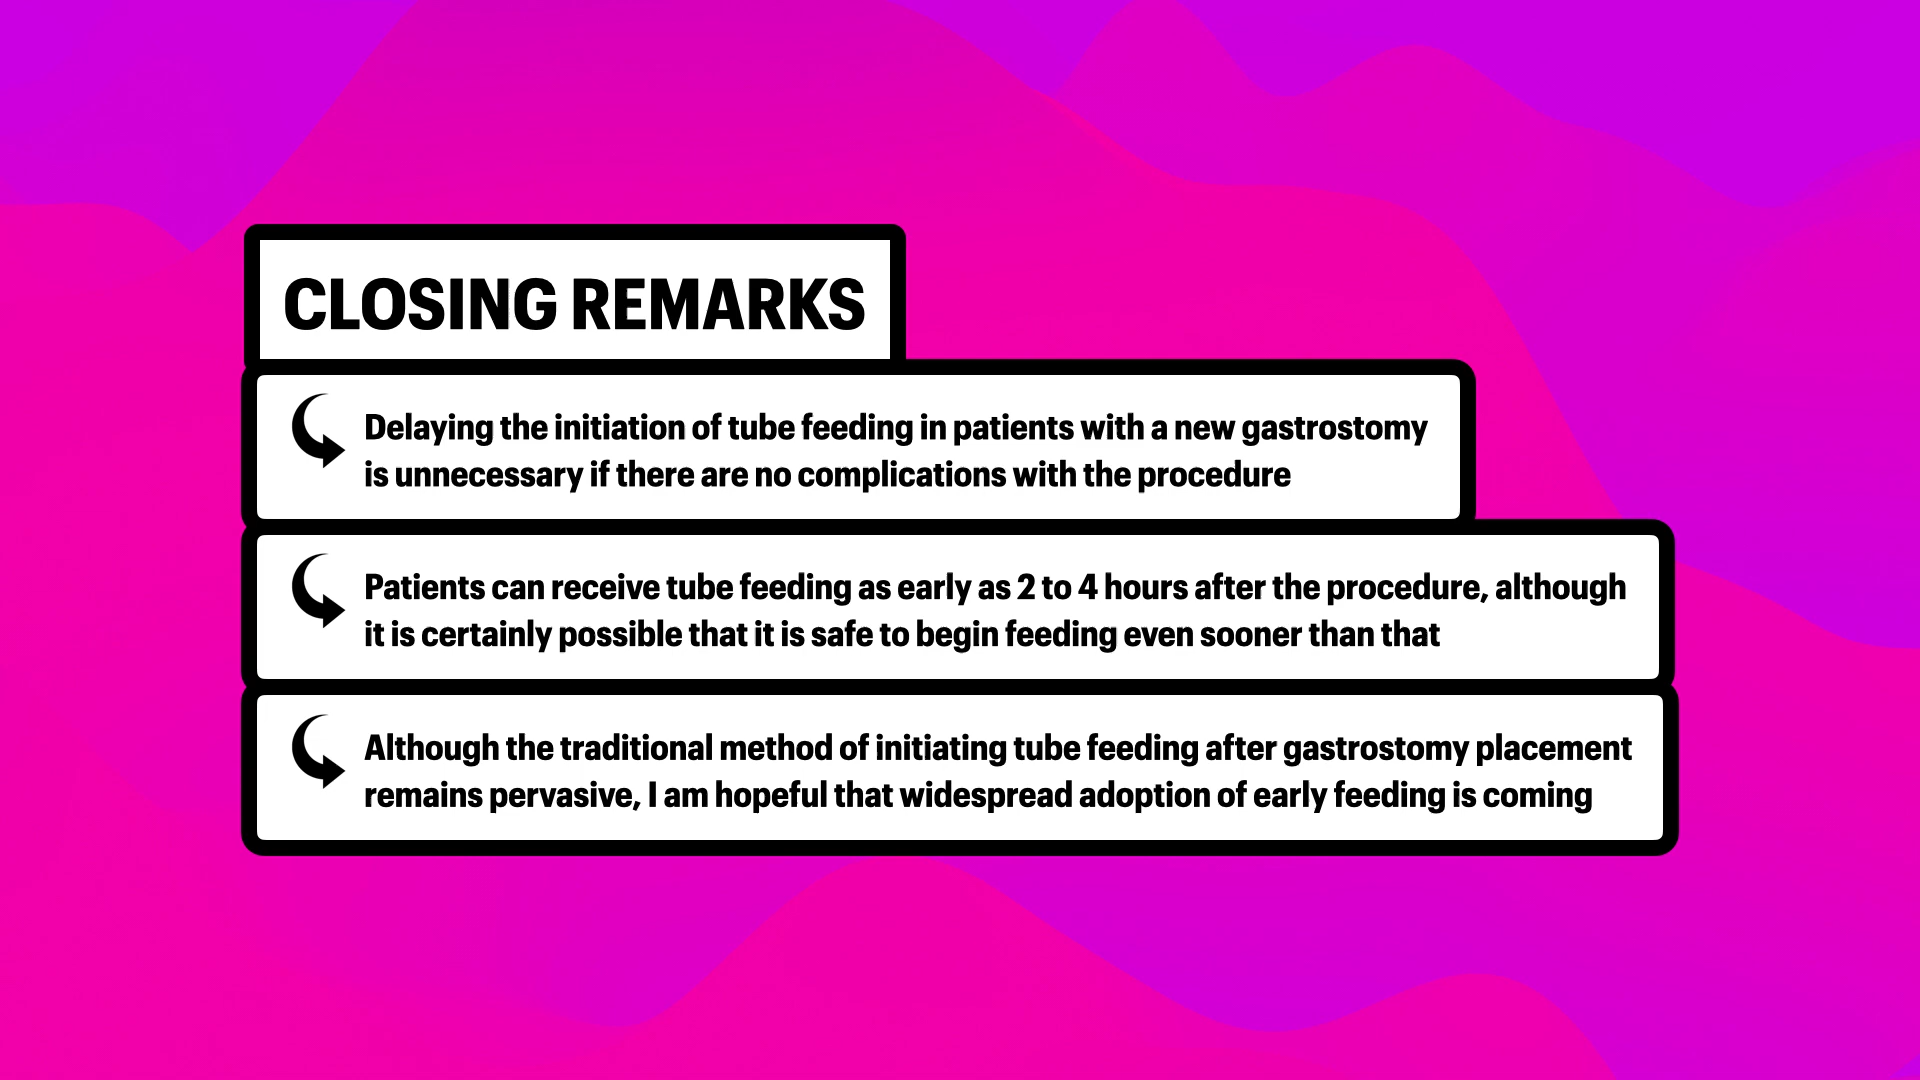 CLOSING REMARKS
Delaying the initiation of tube feeding in patients with a new gastrostomy
is unnecessary if there are no complications with the procedure
Patients can receive tube feeding as early as 2 to 4 hours after the procedure, although
it is certainly possible that it is safe to begin feeding even sooner than that
Although the traditional method of initiating tube feeding after gastrostomy placement
remains pervasive, I am hopeful that widespread adoption of early feeding is coming